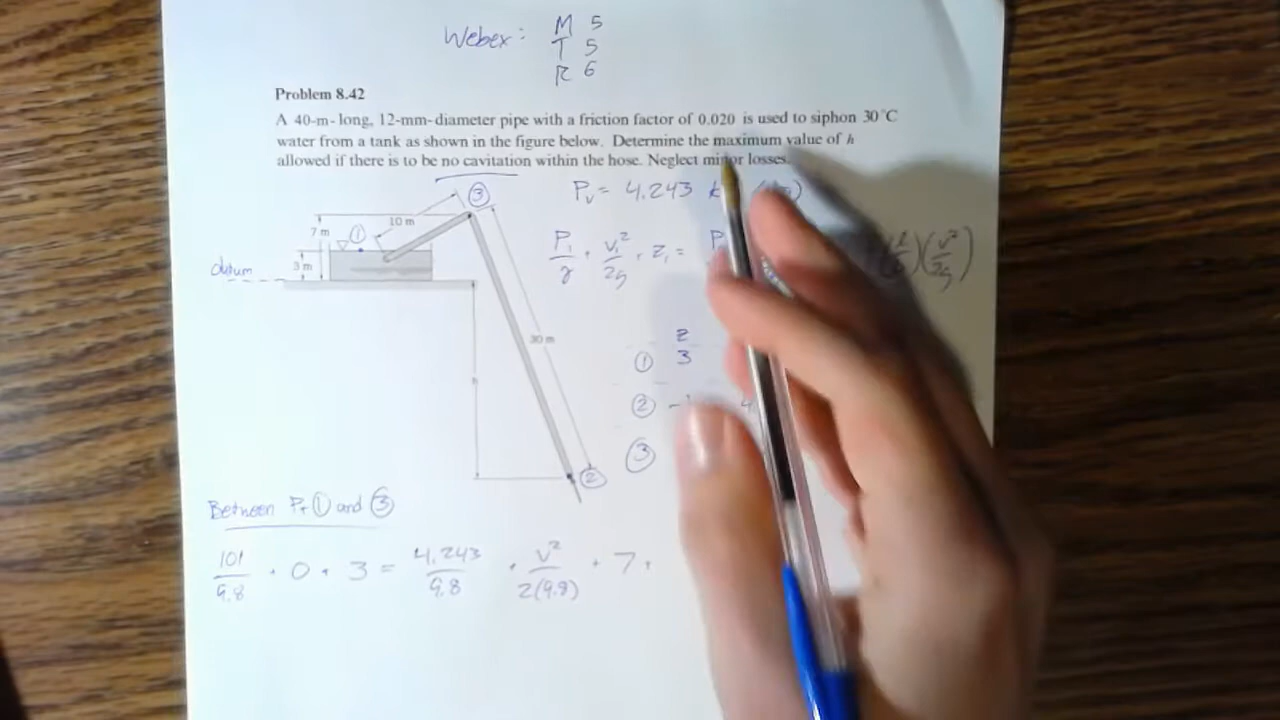 Webex: M 5
T 5
R 6
Problem 8.42
A 40-m-long, 12-mm-diameter pipe with a friction factor of 0.020 is used to siphon 30 °C
water from a tank as shown in the figure below. Determine the maximum value of h
allowed if there is to be no cavitation within the hose. Neglect minor losses.
Pv = 4.243 k
③
10 m
7 m
①
3 m
datum
30 m
②
P₁/γ + V₁²/2g + Z₁ = P (V²/2g)
Z
① 3
②
③
Between Pt ① and ③
101/9.8 + 0 + 3 = 4.243/9.8 + V²/2(9.8) + 7 +